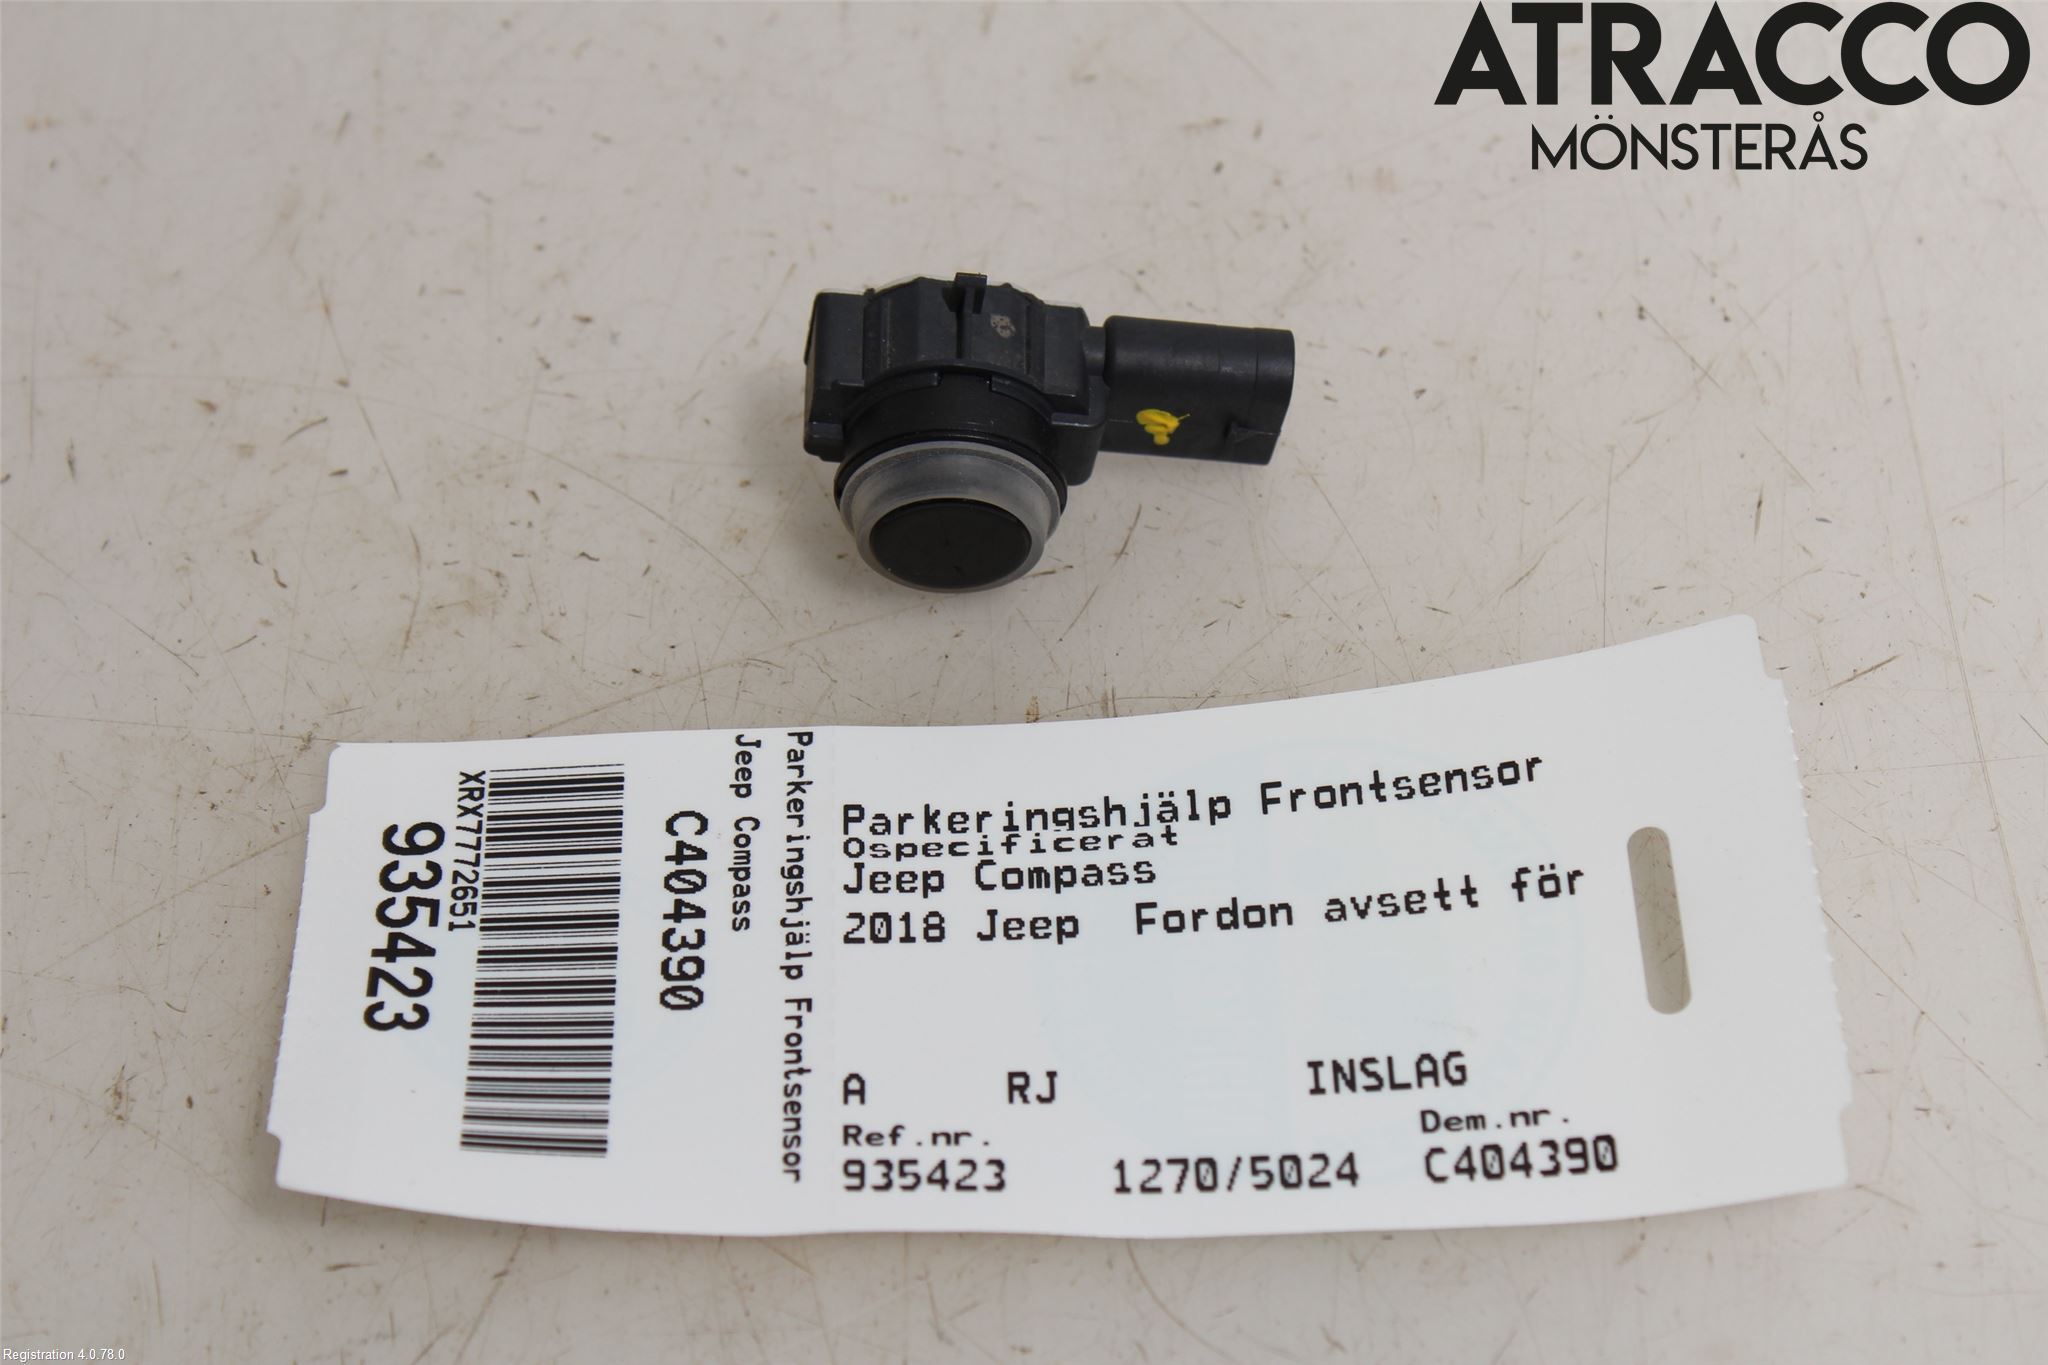 ATRACCO
MÖNSTERÅS
Parkeringshjälp Frontsensor
Ospecificerat
Jeep Compass
2018 Jeep Fordon avsett för
A RJ INSLAG
Ref.nr. Dem.nr.
935423 1270/5024 C404390
Parkeringshjälp Frontsensor
Jeep Compass
C404390
XRX7772651
935423
Registration 4.0.78.0